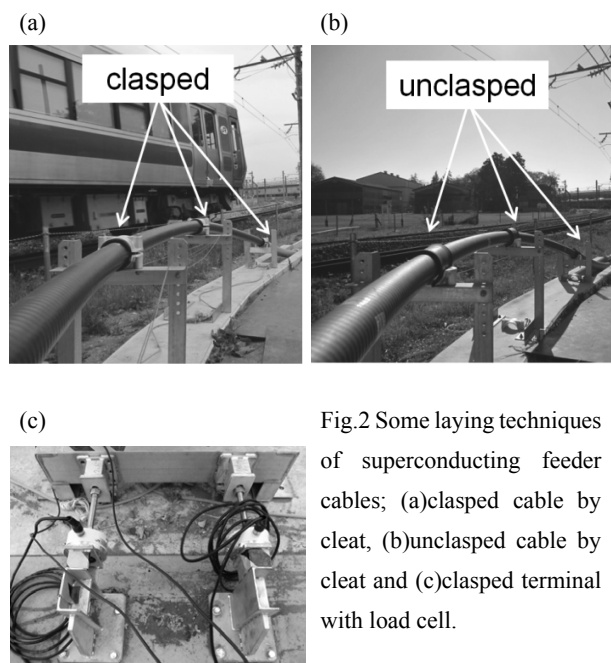 (a)
(b)
clasped
unclasped
(c)
Fig.2 Some laying techniques
of superconducting feeder
cables; (a)clasped cable by
cleat, (b)unclasped cable by
cleat and (c)clasped terminal
with load cell.